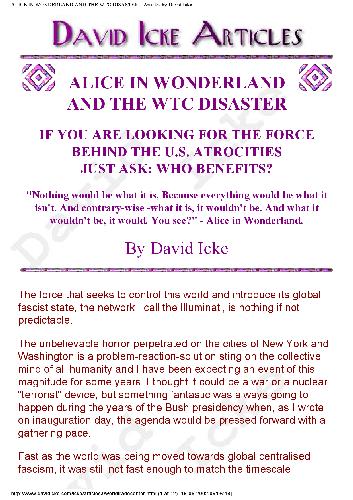 DAVID ICKE ARTICLES
ALICE IN WONDERLAND
AND THE WTC DISASTER
IF YOU ARE LOOKING FOR THE FORCE
BEHIND THE U.S. ATROCITIES
JUST ASK: WHO BENEFITS?
"Nothing would be what it is. Because everything would be what it
isn't. And contrary-wise -what it is, it wouldn't be. And what it
wouldn't be, it would. You see?" - Alice in Wonderland.
By David Icke
The force that seeks to control this world and introduce its global
fascist state, the network I call the Illuminati, is nothing if not
predictable.
The unbelievable horror perpetrated on the cities of New York and
Washington is a problem-reaction-solution sting on the collective
mind of all humanity and I have been expecting an event of this
magnitude for some years. I thought it could be a war or a nuclear
"terrorist" device, but something fantastic was always going to
happen during the years of the Bush presidency when, as I wrote
on inauguration day, the agenda would be pressed forward with a
gathering pace.
Fast as the world was being moved towards global centralised
fascism, it was still not fast enough to match the timescale